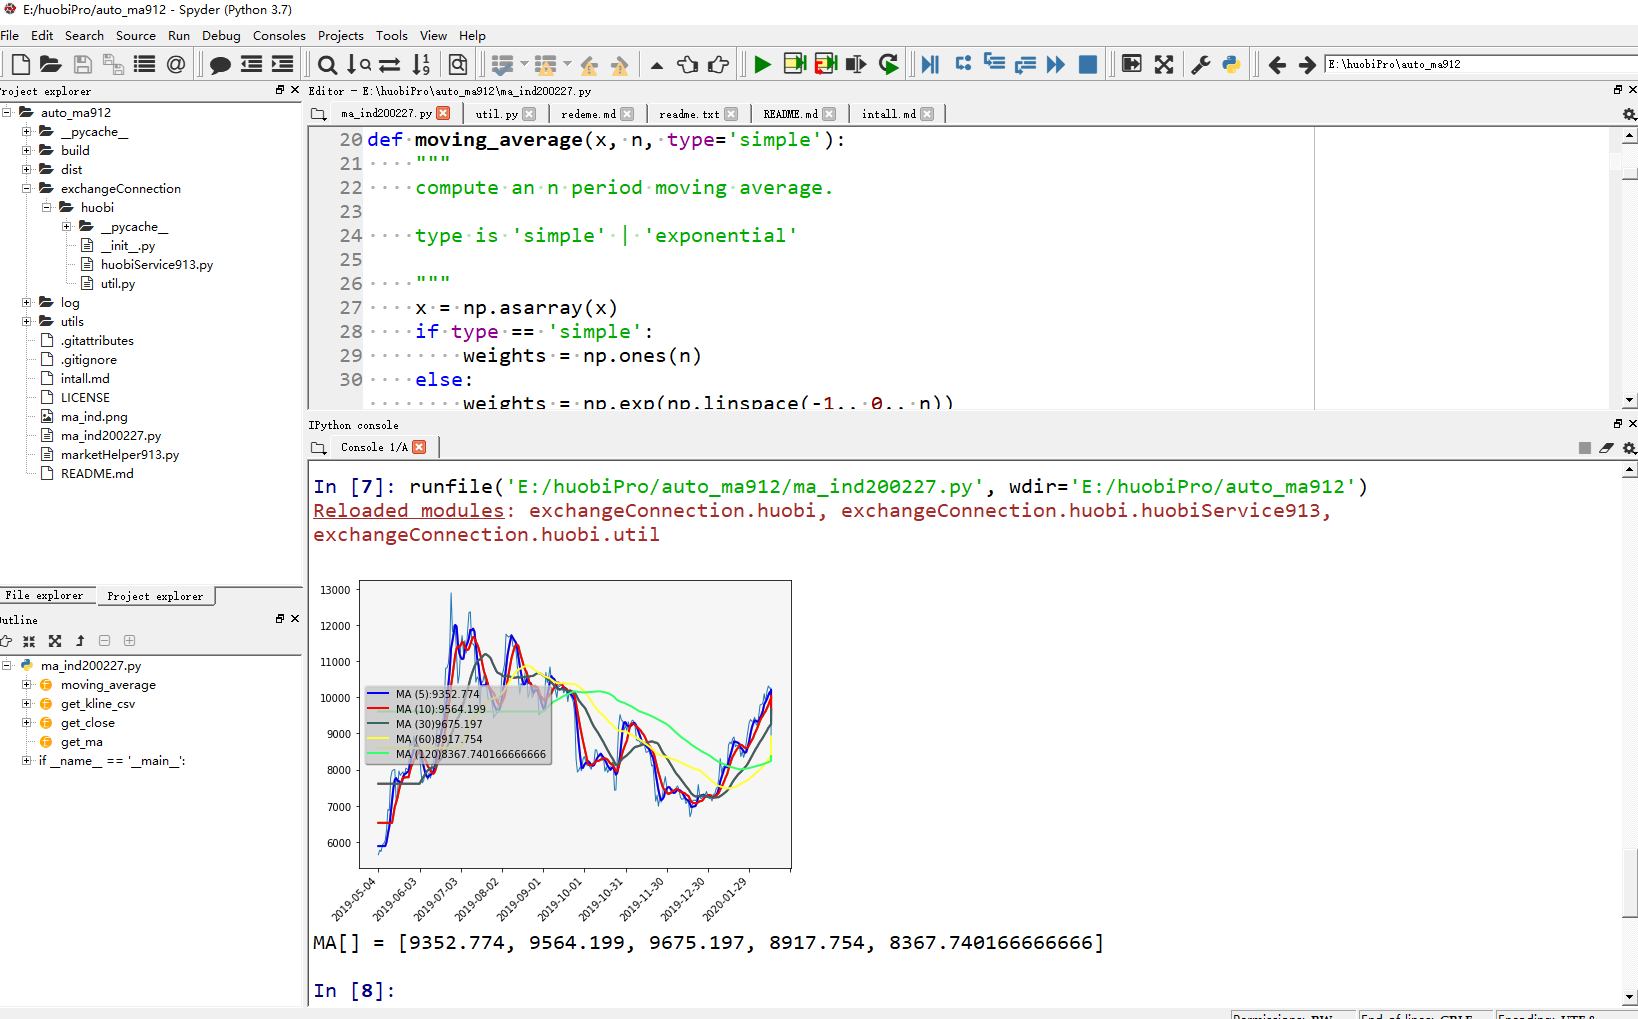 E:/huobiPro/auto_ma912 - Spyder (Python 3.7)
File Edit Search Source Run Debug Consoles Projects Tools View Help
E:\huobiPro\auto_ma912
roject explorer
Editor - E:\huobiPro\auto_ma912\ma_ind200227.py
ma_ind200227.py util.py redeme.md readme.txt README.md intall.md
auto_ma912
__pycache__
build
dist
exchangeConnection
huobi
__pycache__
__init__.py
huobiService913.py
util.py
log
utils
.gitattributes
.gitignore
intall.md
LICENSE
ma_ind.png
ma_ind200227.py
marketHelper913.py
README.md
File explorer Project explorer
utline
ma_ind200227.py
moving_average
get_kline_csv
get_close
get_ma
if __name__ == '__main__':
20 def moving_average(x, n, type='simple'):
21 """
22 compute an n period moving average.
23
24 type is 'simple' | 'exponential'
25
26 """
27 x = np.asarray(x)
28 if type == 'simple':
29 weights = np.ones(n)
30 else:
weights = np.exp(np.linspace(-1., 0., n))
IPython console
Console 1/A
In [7]: runfile('E:/huobiPro/auto_ma912/ma_ind200227.py', wdir='E:/huobiPro/auto_ma912')
Reloaded modules: exchangeConnection.huobi, exchangeConnection.huobi.huobiService913,
exchangeConnection.huobi.util
13000
12000
11000
10000
9000
8000
7000
6000
MA (5):9352.774
MA (10):9564.199
MA (30)9675.197
MA (60)8917.754
MA (120)8367.740166666666
2019-05-04
2019-06-03
2019-07-03
2019-08-02
2019-09-01
2019-10-01
2019-10-31
2019-11-30
2019-12-30
2020-01-29
MA[] = [9352.774, 9564.199, 9675.197, 8917.754, 8367.740166666666]
In [8]:
Permissions: RW End-of-lines: CRLF Encoding: UTF-8